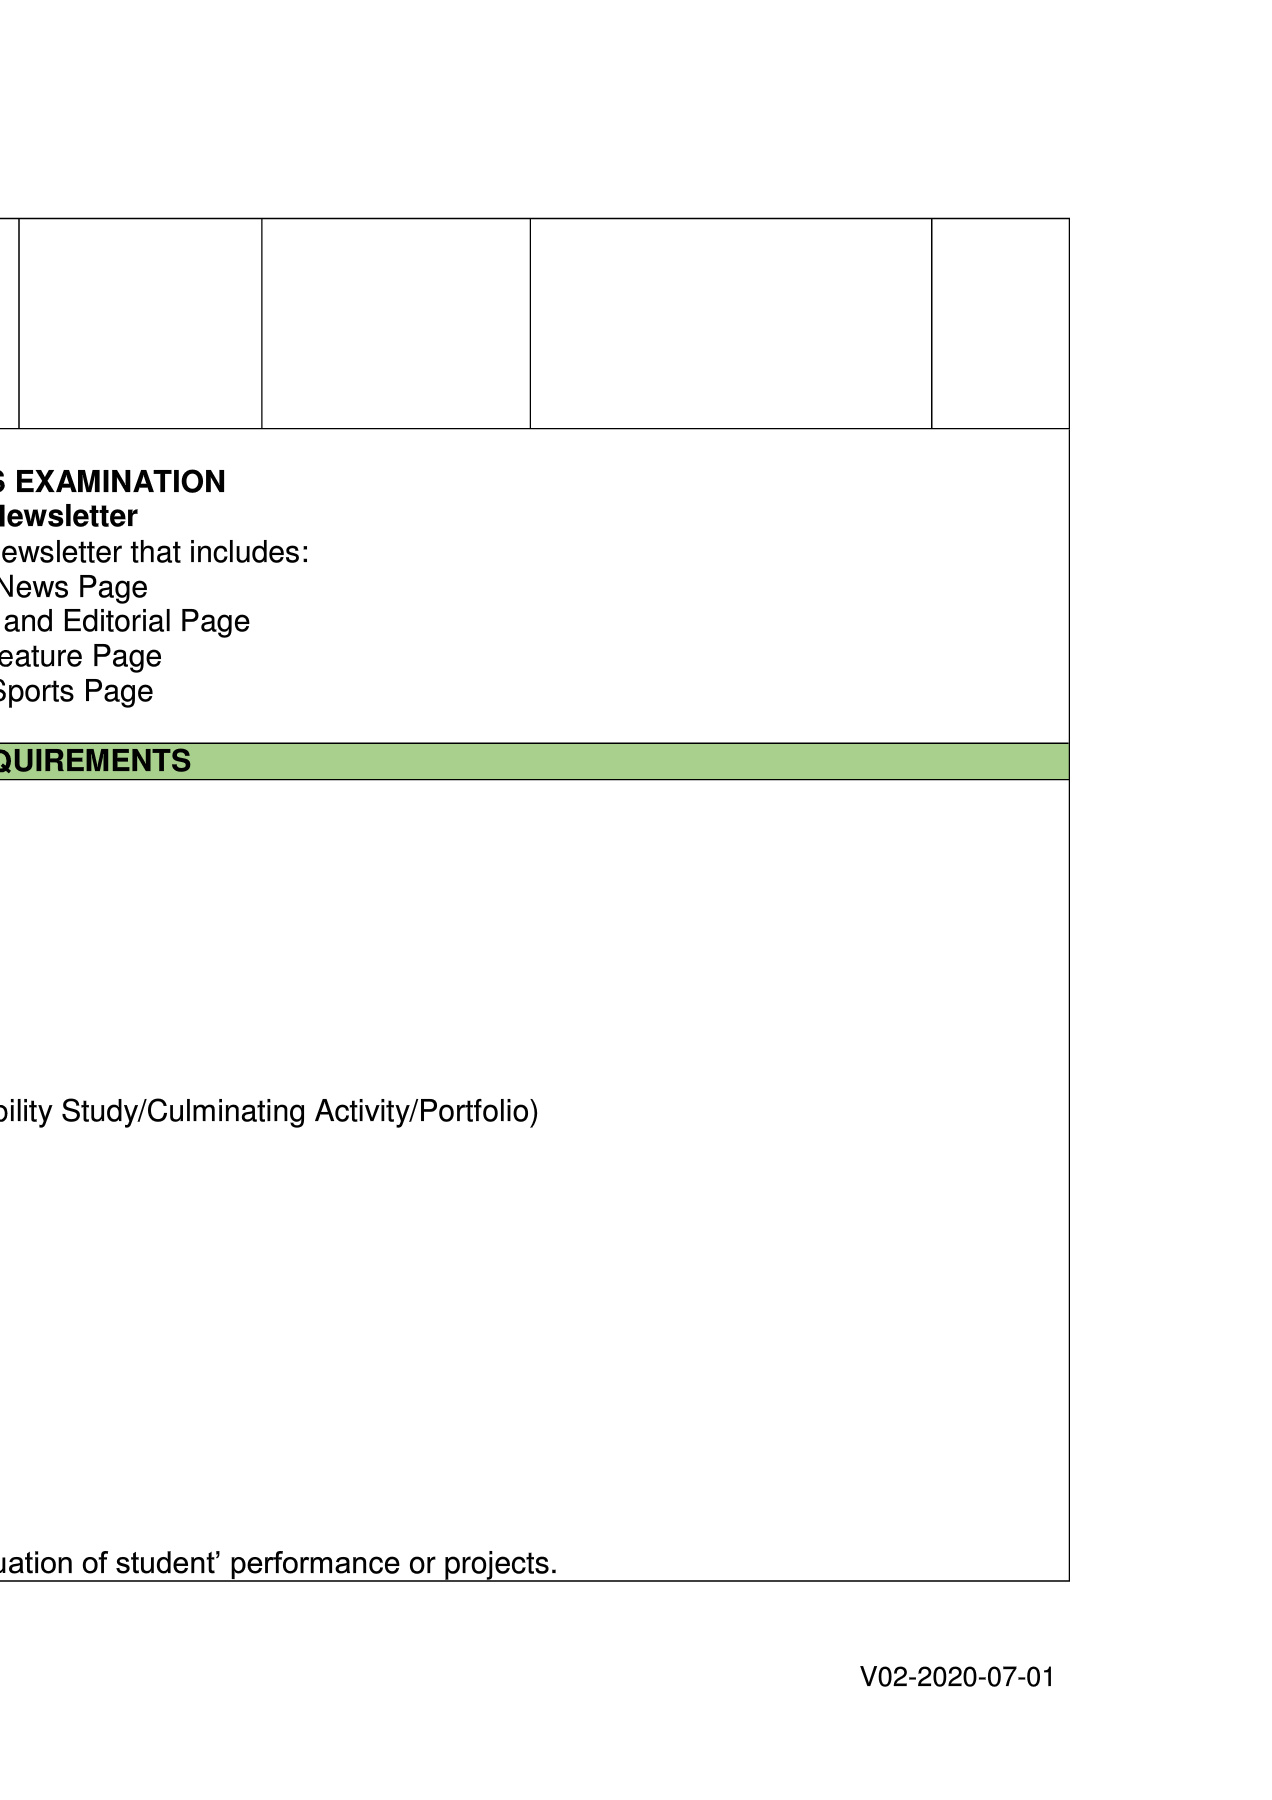 EXAMINATION
ewsletter that includes:
News Page
and Editorial Page
eature Page
Sports Page
QUIREMENTS
bility Study/Culminating Activity/Portfolio)
uation of student’ performance or projects.
V02-2020-07-01